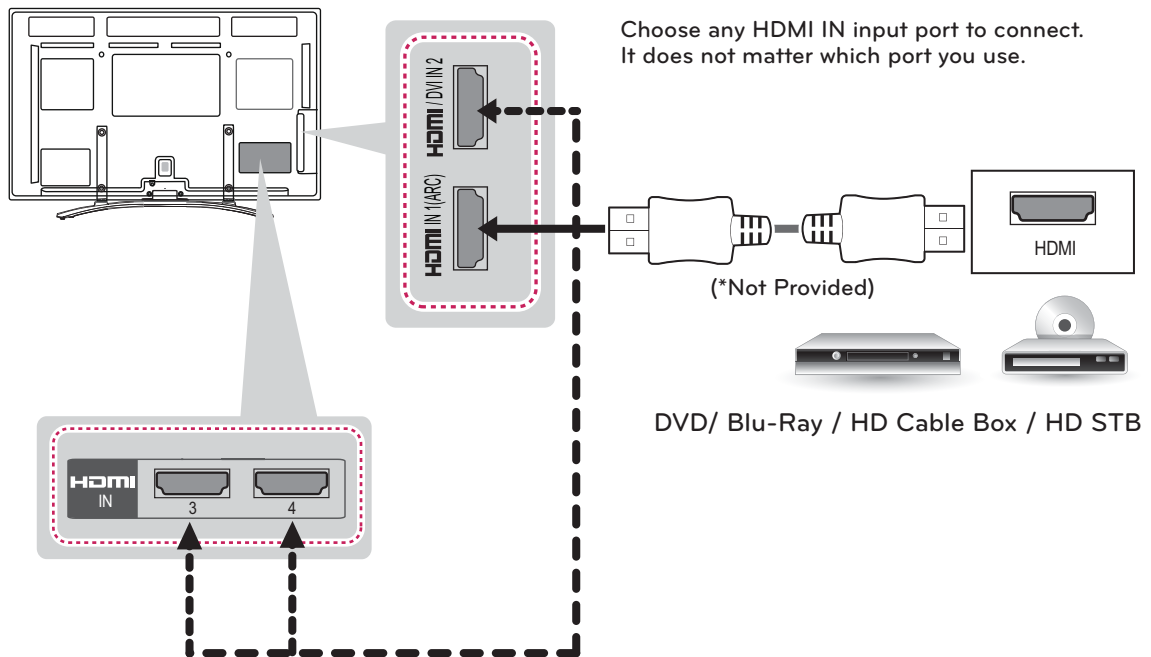 Choose any HDMI IN input port to connect.
It does not matter which port you use.
HDMI / DVI IN 2
HDMI IN 1(ARC)
HDMI
(*Not Provided)
DVD/ Blu-Ray / HD Cable Box / HD STB
HDMI
IN
3
4